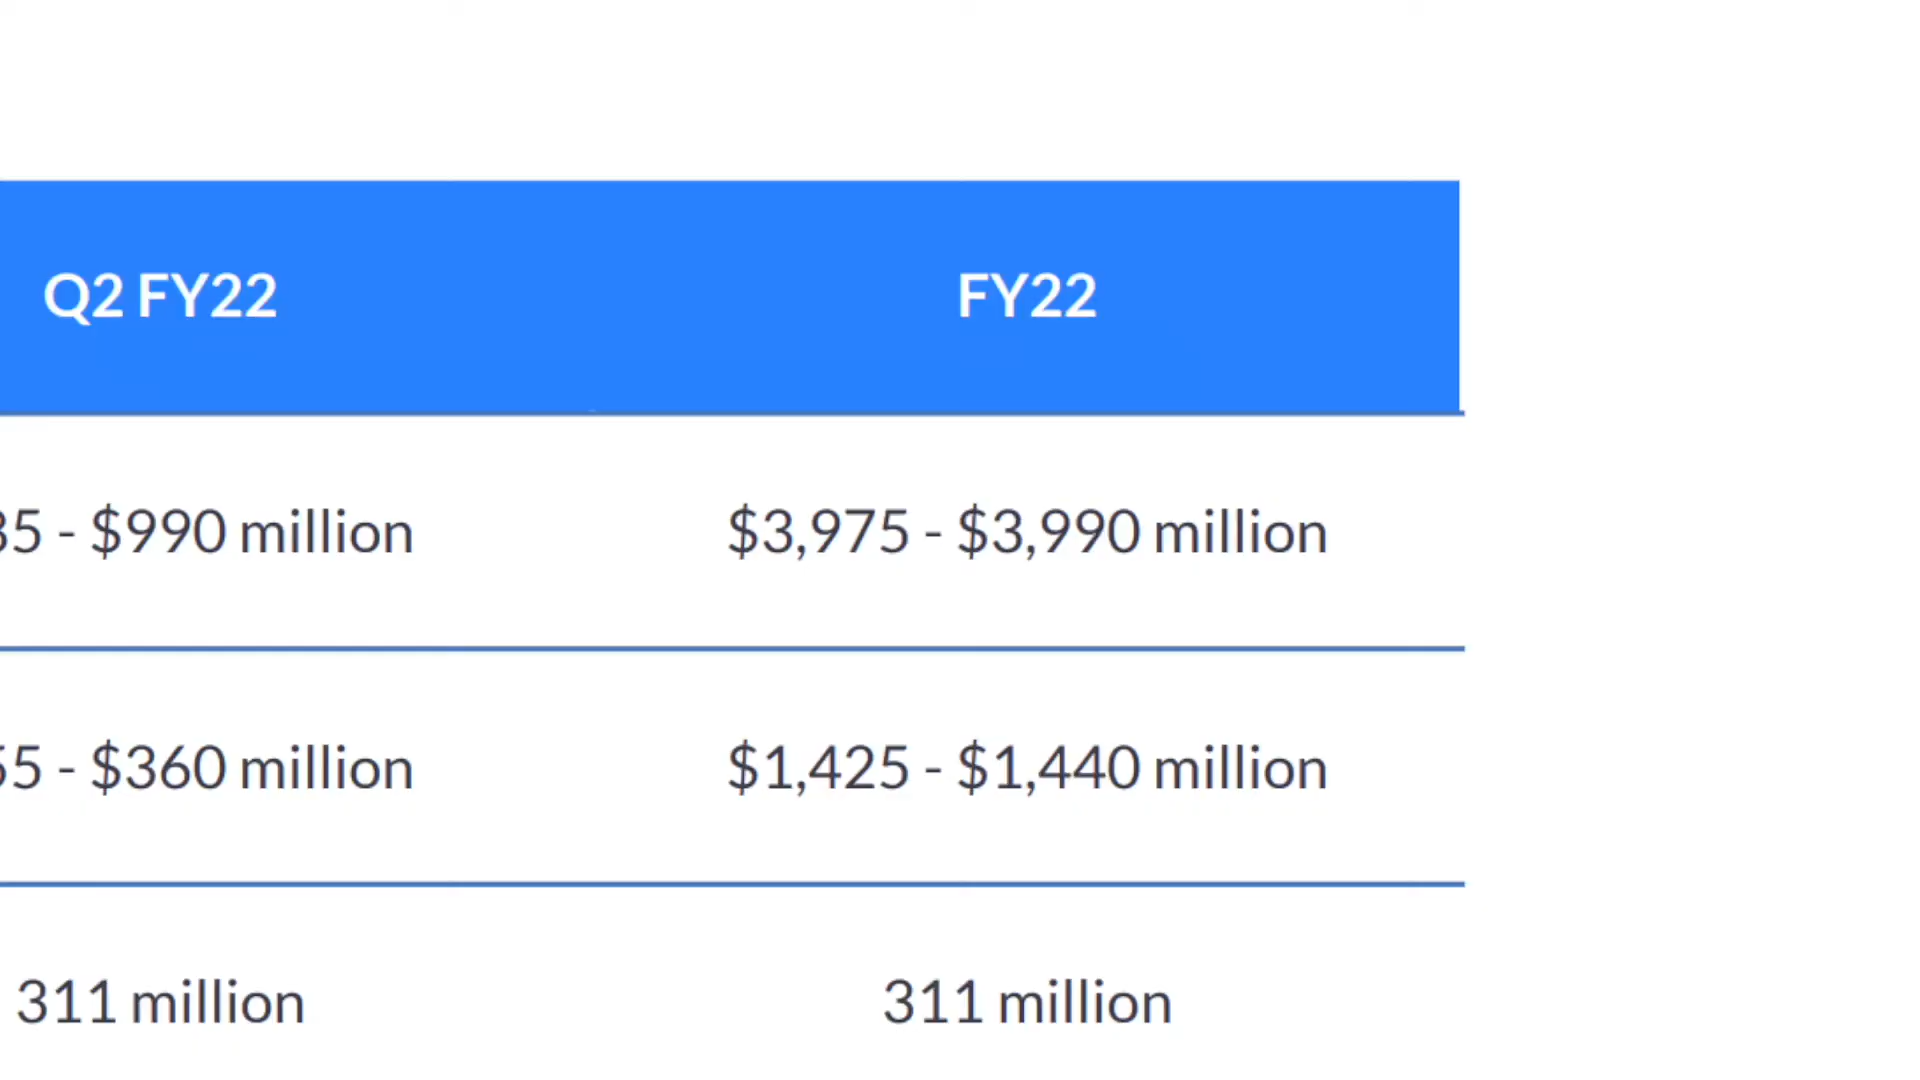 Q2 FY22 FY22
5 - $990 million $3,975 - $3,990 million
5 - $360 million $1,425 - $1,440 million
311 million 311 million